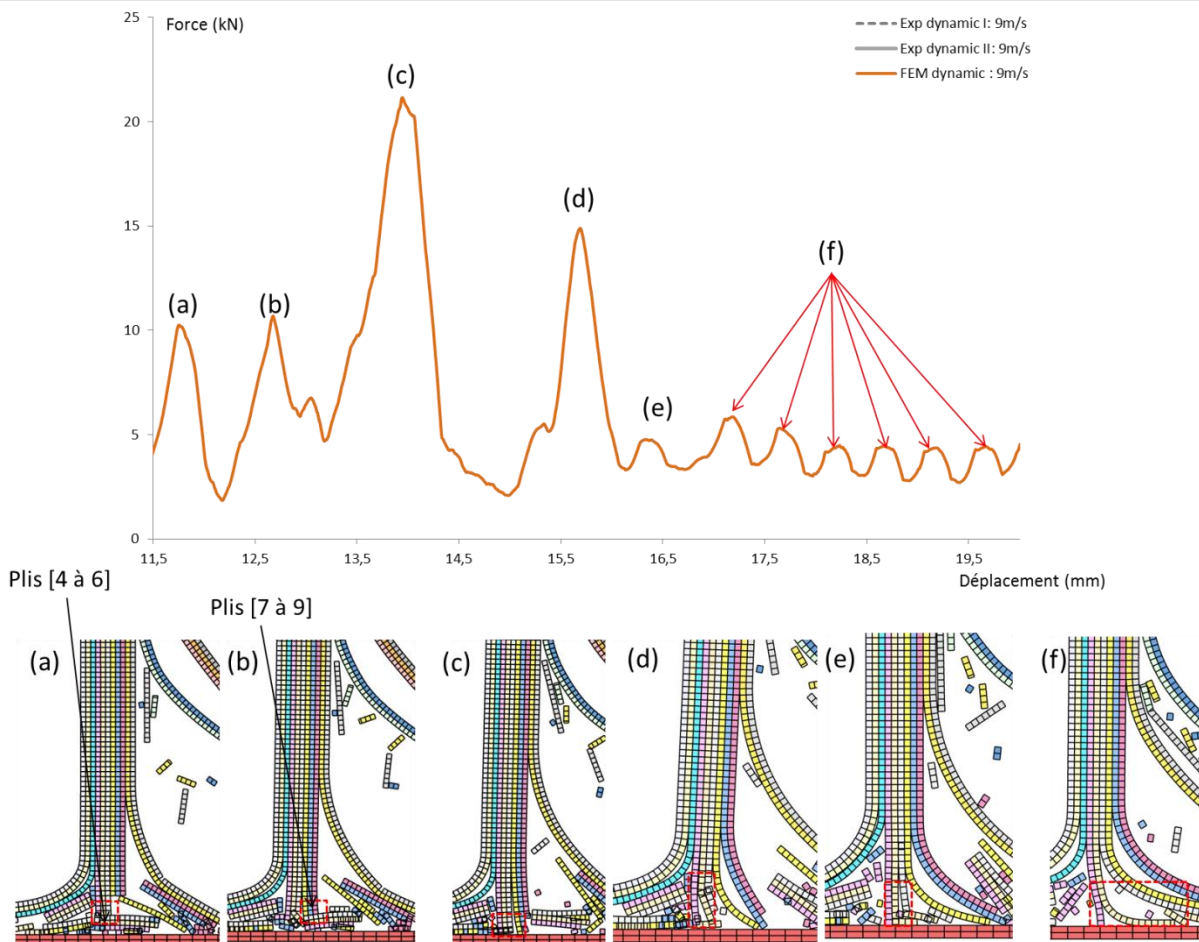 25
Force (kN)
Exp dynamic I: 9m/s
Exp dynamic II: 9m/s
FEM dynamic : 9m/s
(c)
20
(d)
15
(f)
(a)
(b)
10
(e)
5
0
11,5
12,5
13,5
14,5
15,5
16,5
17,5
18,5
19,5
Déplacement (mm)
Plis [4 à 6]
Plis [7 à 9]
(a)
(b)
(c)
(d)
(e)
(f)